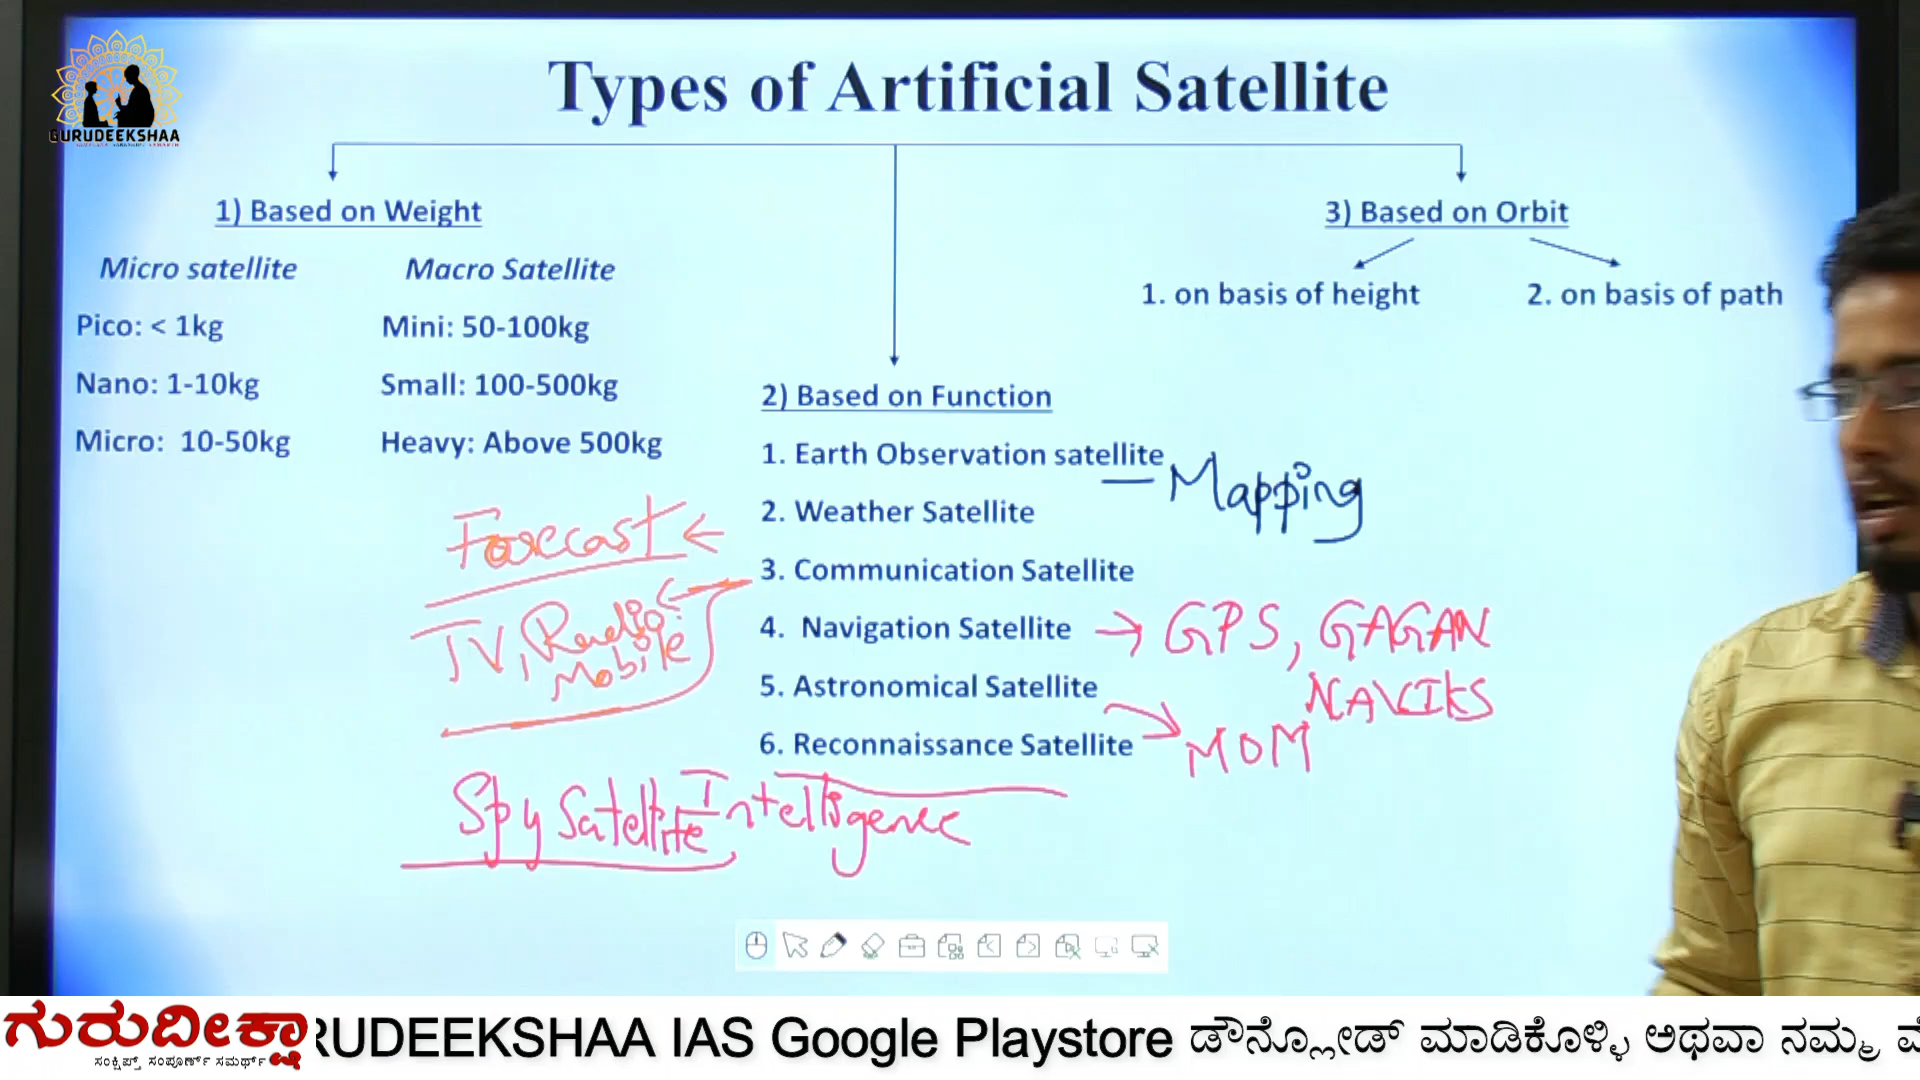 GURUDEEKSHAA
Types of Artificial Satellite
1) Based on Weight
Micro satellite
Pico: < 1kg
Nano: 1-10kg
Micro: 10-50kg
Macro Satellite
Mini: 50-100kg
Small: 100-500kg
Heavy: Above 500kg
2) Based on Function
1. Earth Observation satellite
Mapping
2. Weather Satellite
Forecast
3. Communication Satellite
TV, Radio
Mobile
4. Navigation Satellite → GPS, GAGAN
NAVIKS
5. Astronomical Satellite
MOM
6. Reconnaissance Satellite
Spy Satellite Intelligence
3) Based on Orbit
1. on basis of height
2. on basis of path
ಗುರುದೀಕ್ಷಾ
ಸಂಕ್ಷಿಪ್ತ್ ಸಂಪೂರ್ಣ್ ಸಮರ್ಥ್
RUDEEKSHAA IAS Google Playstore ಡೌನ್ಲೋಡ್ ಮಾಡಿಕೊಳ್ಳಿ ಅಥವಾ ನಮ್ಮ